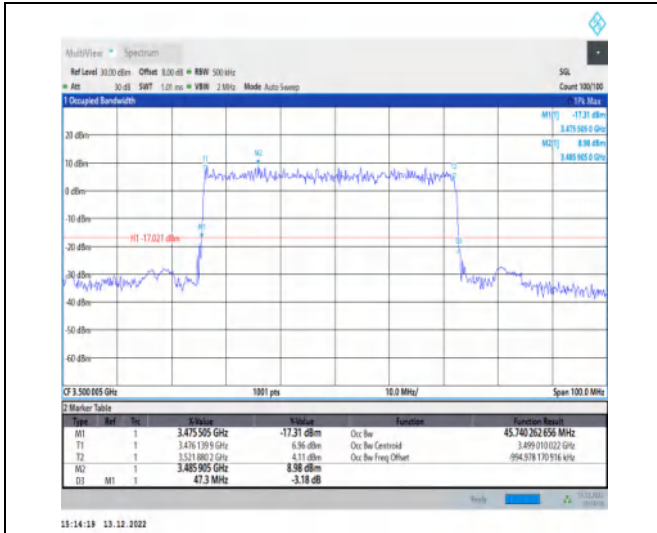 MultiView Spectrum
Ref Level 30.00 dBm Offset 8.00 dB RBW 500 kHz SGL
Att 30 dB SWT 1.01 ms VBW 2 MHz Mode Auto Sweep Count 100/100
1 Occupied Bandwidth 1Pk Max
M1[1] -17.31 dBm
3.475 505 0 GHz
20 dBm M2[1] 8.98 dBm
3.485 905 0 GHz
10 dBm T1 M2 T2
0 dBm
-10 dBm
M1
H1 -17.021 dBm
-20 dBm D3
-30 dBm
-40 dBm
-50 dBm
-60 dBm
CF 3.500 005 GHz 1001 pts 10.0 MHz/ Span 100.0 MHz
2 Marker Table
Type Ref Trc X-Value Y-Value Function Function Result
M1 1 3.475 505 GHz -17.31 dBm Occ Bw 45.740 262 656 MHz
T1 1 3.476 139 9 GHz 6.96 dBm Occ Bw Centroid 3.499 010 022 GHz
T2 1 3.521 880 2 GHz 4.11 dBm Occ Bw Freq Offset -994.978 170 916 kHz
M2 1 3.485 905 GHz 8.98 dBm
D3 M1 1 47.3 MHz -3.18 dB
Ready 13.12.2022
15:14:19 13.12.2022